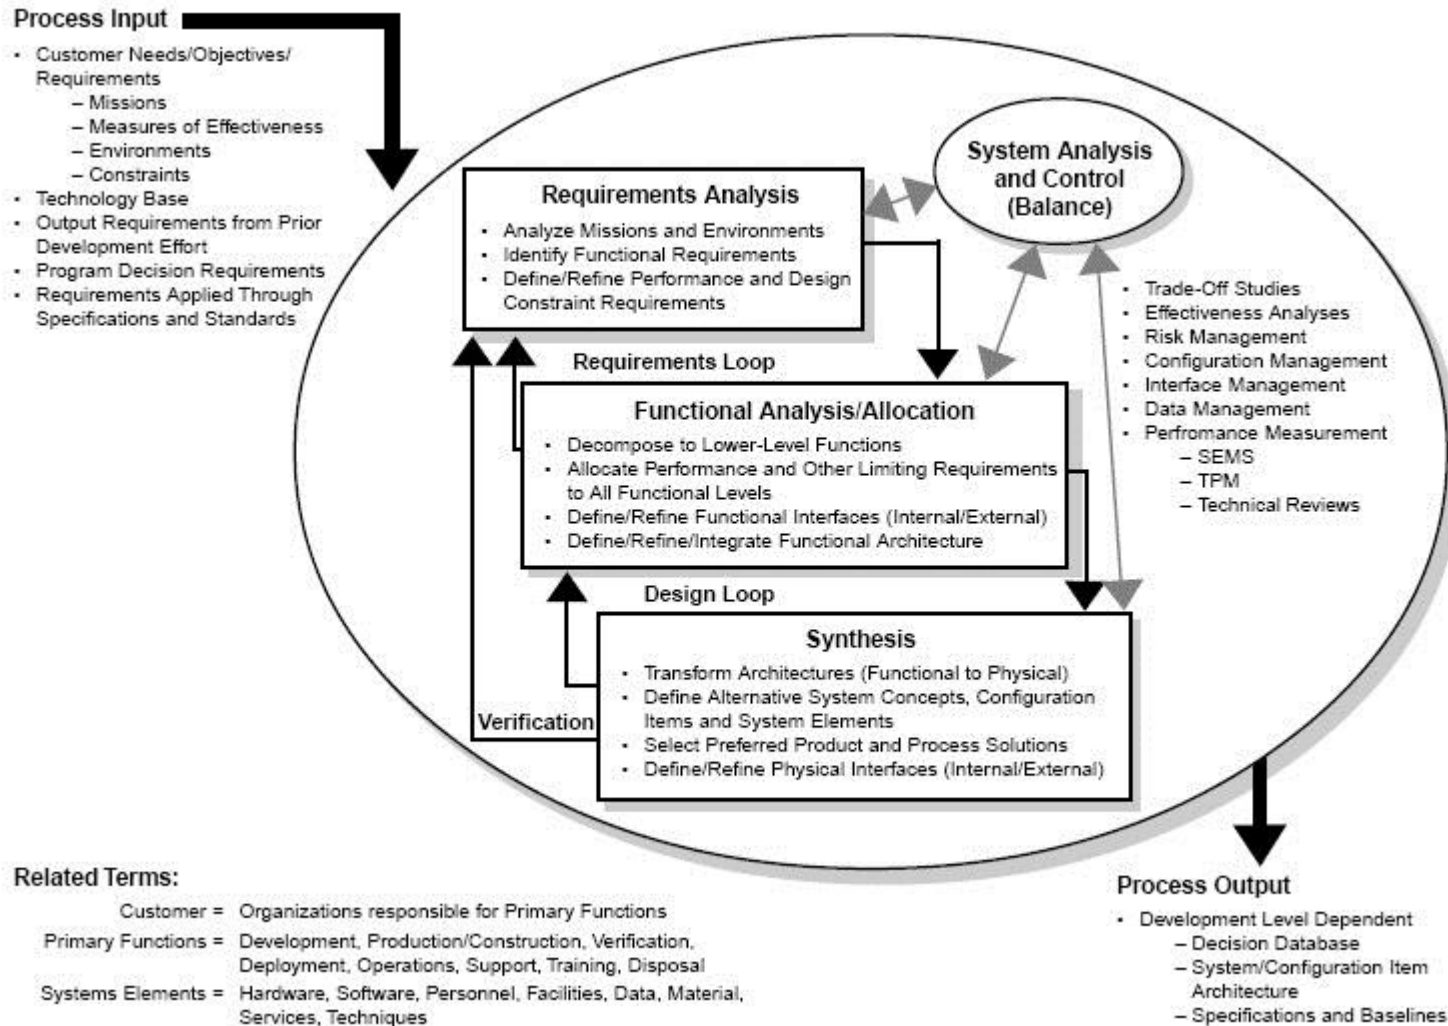 Process Input
• Customer Needs/Objectives/
Requirements
– Missions
– Measures of Effectiveness
– Environments
– Constraints
• Technology Base
• Output Requirements from Prior
Development Effort
• Program Decision Requirements
• Requirements Applied Through
Specifications and Standards
System Analysis
and Control
(Balance)
Requirements Analysis
• Analyze Missions and Environments
• Identify Functional Requirements
• Define/Refine Performance and Design
Constraint Requirements
• Trade-Off Studies
• Effectiveness Analyses
• Risk Management
• Configuration Management
• Interface Management
• Data Management
• Perfromance Measurement
– SEMS
– TPM
– Technical Reviews
Requirements Loop
Functional Analysis/Allocation
• Decompose to Lower-Level Functions
• Allocate Performance and Other Limiting Requirements
to All Functional Levels
• Define/Refine Functional Interfaces (Internal/External)
• Define/Refine/Integrate Functional Architecture
Design Loop
Synthesis
• Transform Architectures (Functional to Physical)
• Define Alternative System Concepts, Configuration
Items and System Elements
• Select Preferred Product and Process Solutions
• Define/Refine Physical Interfaces (Internal/External)
Verification
Related Terms:
Customer = Organizations responsible for Primary Functions
Primary Functions = Development, Production/Construction, Verification,
Deployment, Operations, Support, Training, Disposal
Systems Elements = Hardware, Software, Personnel, Facilities, Data, Material,
Services, Techniques
Process Output
• Development Level Dependent
– Decision Database
– System/Configuration Item
Architecture
– Specifications and Baselines